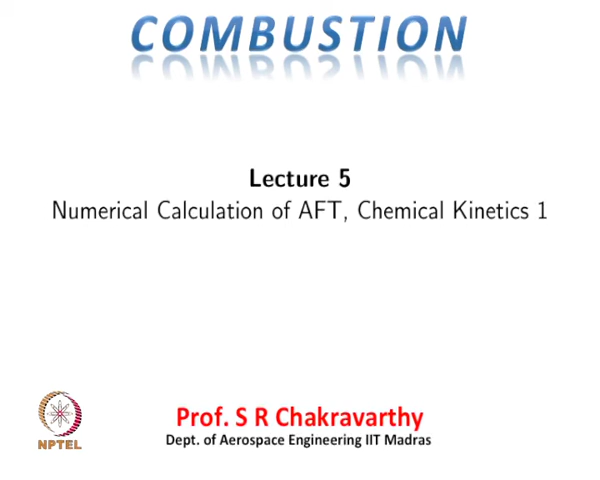 COMBUSTION
Lecture 5
Numerical Calculation of AFT, Chemical Kinetics 1
NPTEL
Prof. S R Chakravarthy
Dept. of Aerospace Engineering IIT Madras